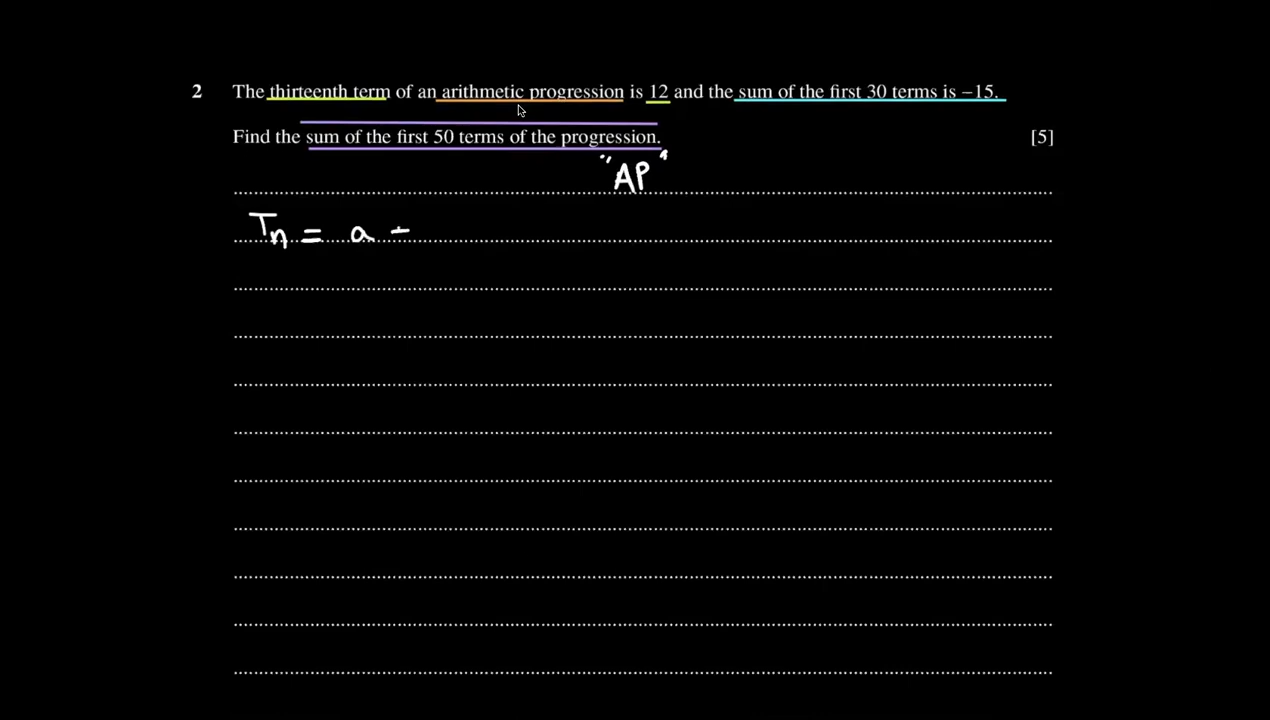 2 The thirteenth term of an arithmetic progression is 12 and the sum of the first 30 terms is −15.
Find the sum of the first 50 terms of the progression. [5]
"AP"
Tn = a −